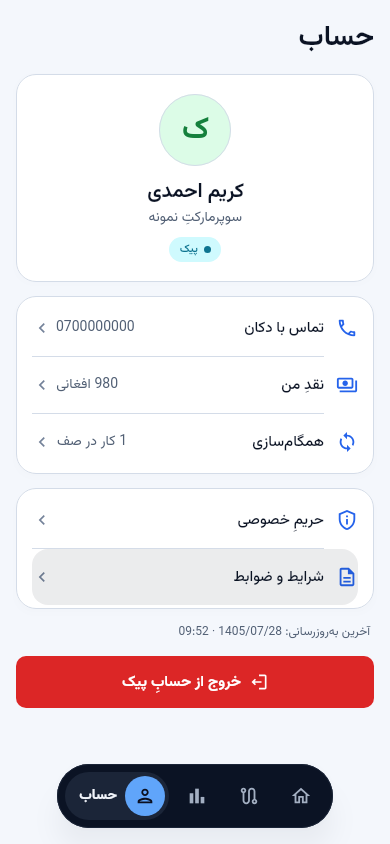 حساب
ک
کریم احمدی
سوپرمارکتِ نمونه
پیک
تماس با دکان 0700000000
نقدِ من 980 افغانی
همگام‌سازی 1 کار در صف
حریمِ خصوصی
شرایط و ضوابط
آخرین به‌روزرسانی: 1405/07/28 · 09:52
خروج از حسابِ پیک
حساب